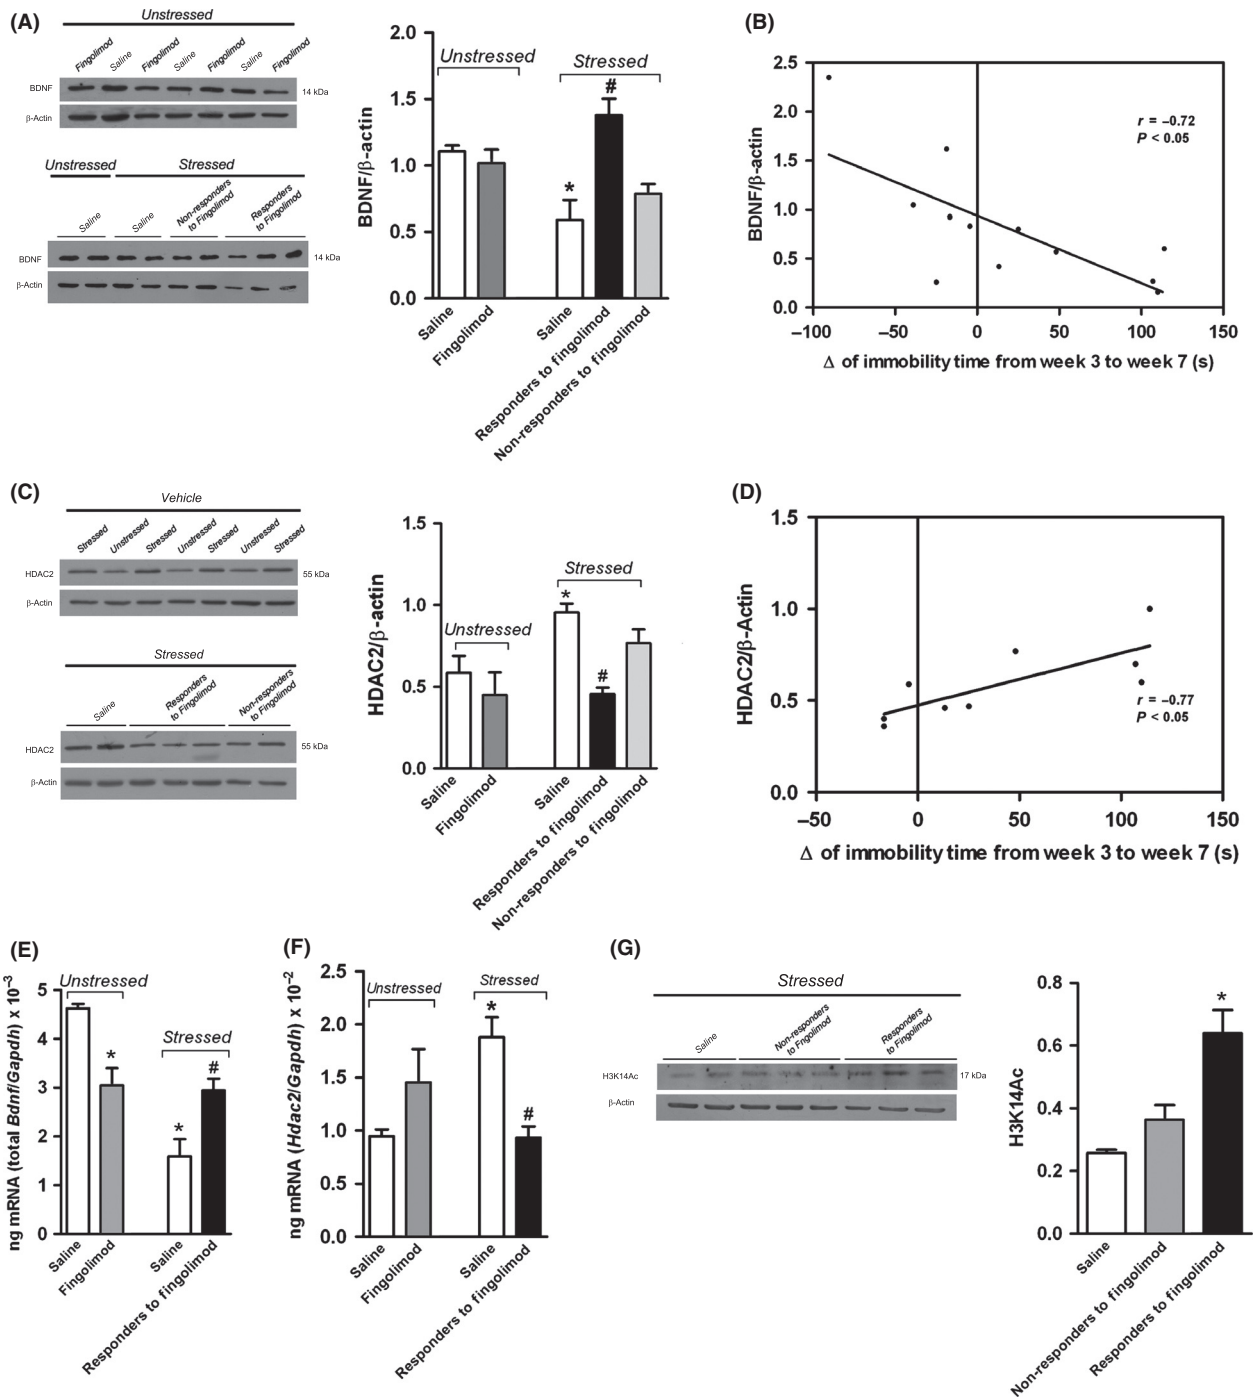 (A)
Unstressed
Fingolimod
Saline
Fingolimod
Saline
Fingolimod
Saline
Fingolimod
BDNF
14 kDa
β-Actin
Unstressed
Stressed
Saline
Saline
Non-responders
to Fingolimod
Responders
to Fingolimod
BDNF
14 kDa
β-Actin
BDNF/β-actin
2.0
1.5
1.0
0.5
0.0
Unstressed
Stressed
*
#
Saline
Fingolimod
Saline
Responders to fingolimod
Non-responders to fingolimod
(B)
BDNF/β-actin
2.5
2.0
1.5
1.0
0.5
0.0
r = –0.72
P < 0.05
–100
–50
0
50
100
150
Δ of immobility time from week 3 to week 7 (s)
(C)
Vehicle
Stressed
Unstressed
Stressed
Unstressed
Stressed
Unstressed
Stressed
HDAC2
55 kDa
β-Actin
Stressed
Saline
Responders
to Fingolimod
Non-responders
to Fingolimod
HDAC2
55 kDa
β-Actin
HDAC2/β-actin
1.5
1.0
0.5
0.0
Unstressed
Stressed
*
#
Saline
Fingolimod
Saline
Responders to fingolimod
Non-responders to fingolimod
(D)
HDAC2/β-Actin
1.5
1.0
0.5
0.0
r = –0.77
P < 0.05
–50
0
50
100
150
Δ of immobility time from week 3 to week 7 (s)
(E)
ng mRNA (total Bdnf/Gapdh) x 10⁻³
5
4
3
2
1
0
Unstressed
Stressed
*
*
#
Saline
Fingolimod
Saline
Responders to fingolimod
(F)
ng mRNA (Hdac2/Gapdh) x 10⁻²
2.5
2.0
1.5
1.0
0.5
0.0
Unstressed
Stressed
*
#
Saline
Fingolimod
Saline
Responders to fingolimod
(G)
Stressed
Saline
Non-responders
to Fngolimod
Responders
to Fingolimod
H3K14Ac
17 kDa
β-Actin
H3K14Ac
0.8
0.6
0.4
0.2
0.0
*
Saline
Non-responders to fingolimod
Responders to fingolimod